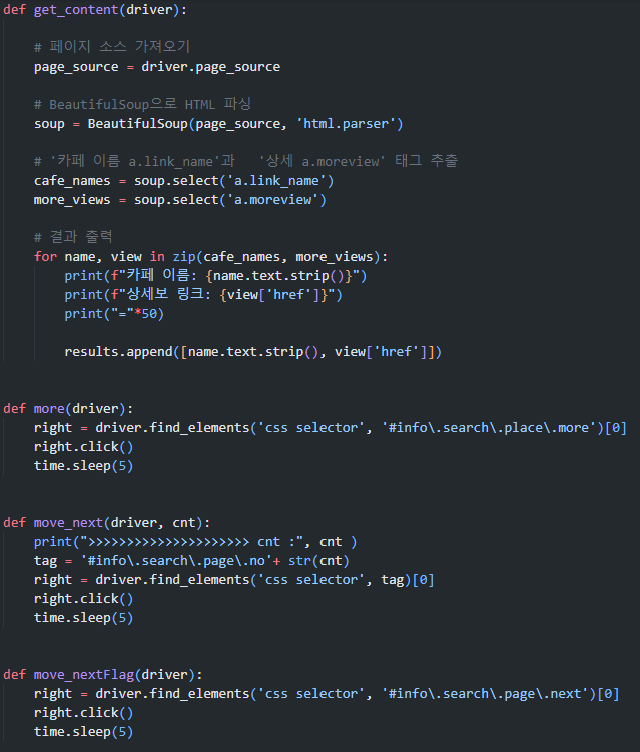 def get_content(driver):
# 페이지 소스 가져오기
page_source = driver.page_source
# BeautifulSoup으로 HTML 파싱
soup = BeautifulSoup(page_source, 'html.parser')
# '카페 이름 a.link_name'과   '상세 a.moreview' 태그 추출
cafe_names = soup.select('a.link_name')
more_views = soup.select('a.moreview')
# 결과 출력
for name, view in zip(cafe_names, more_views):
print(f"카페 이름: {name.text.strip()}")
print(f"상세보 링크: {view['href']}")
print("="*50)
results.append([name.text.strip(), view['href']])
def more(driver):
right = driver.find_elements('css selector', '#info\.search\.place\.more')[0]
right.click()
time.sleep(5)
def move_next(driver, cnt):
print(">>>>>>>>>>>>>>>>>>>>> cnt :", cnt )
tag = '#info\.search\.page\.no'+ str(cnt)
right = driver.find_elements('css selector', tag)[0]
right.click()
time.sleep(5)
def move_nextFlag(driver):
right = driver.find_elements('css selector', '#info\.search\.page\.next')[0]
right.click()
time.sleep(5)